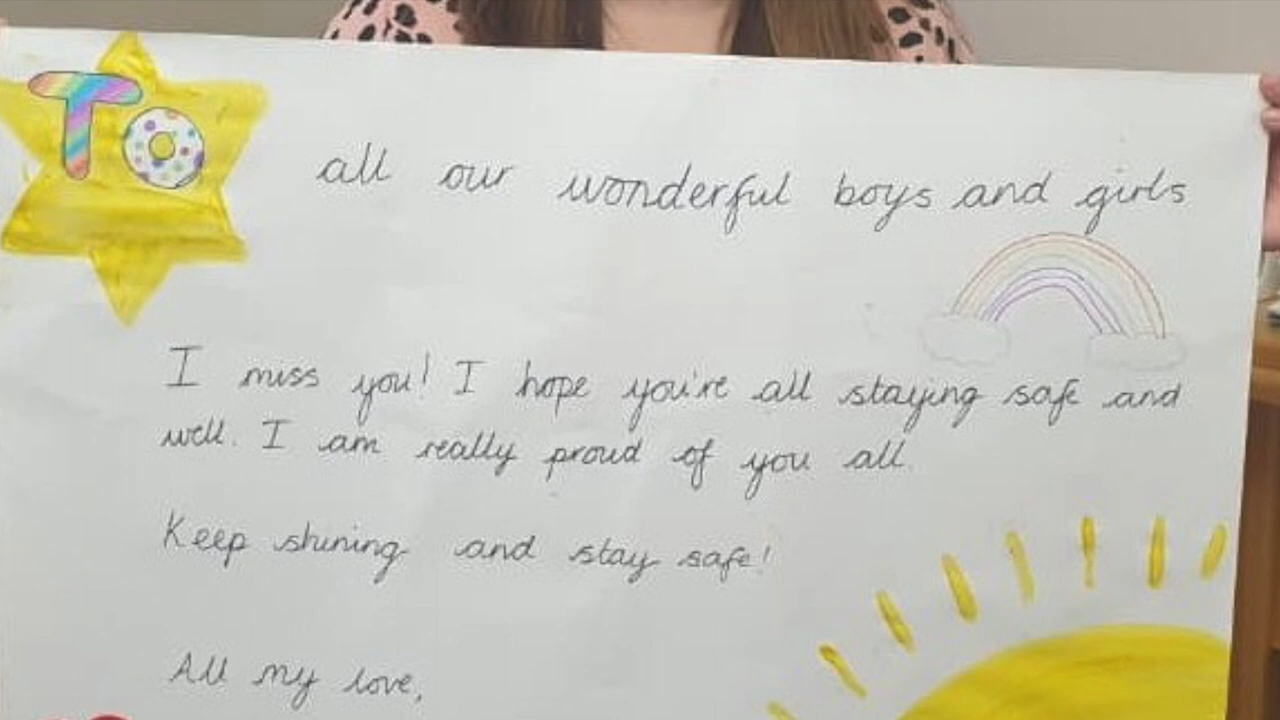 To all our wonderful boys and girls
I miss you! I hope you're all staying safe and
well. I am really proud of you all.
Keep shining and stay safe!
All my love,